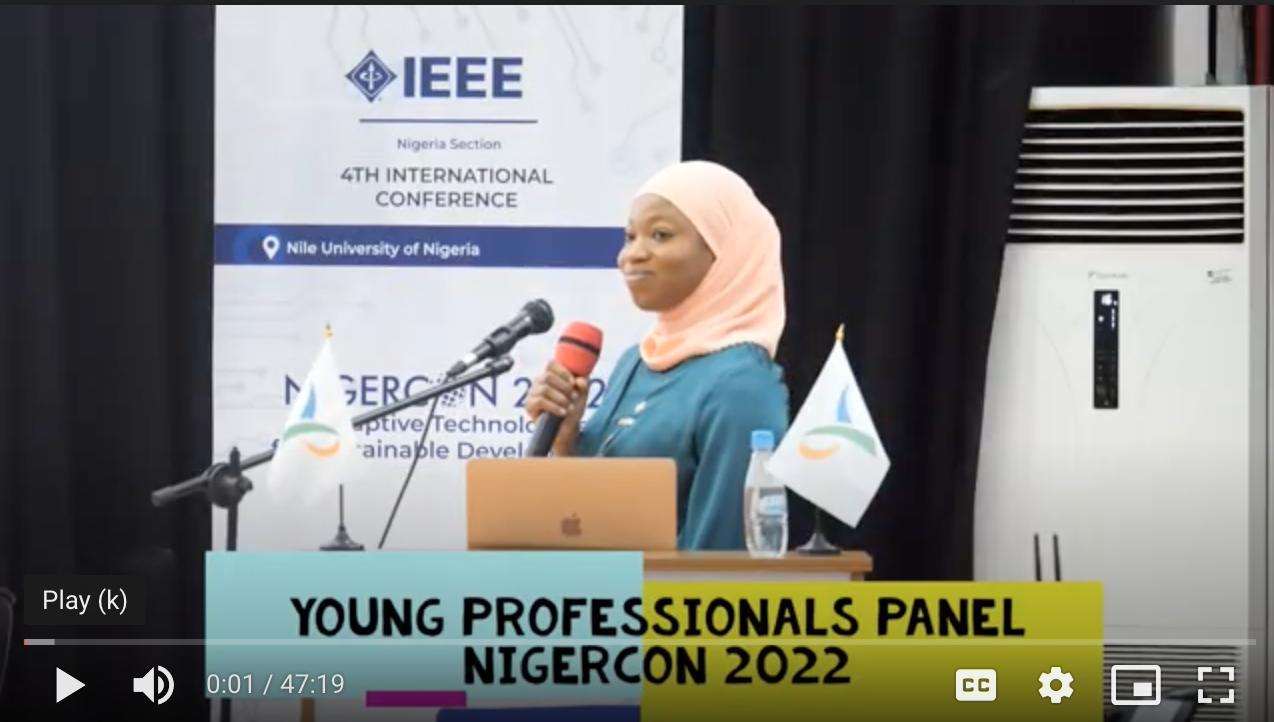 IEEE
Nigeria Section
4TH INTERNATIONAL
CONFERENCE
Nile University of Nigeria
YOUNG PROFESSIONALS PANEL
NIGERCON 2022
Play (k)
0:01 / 47:19
CC